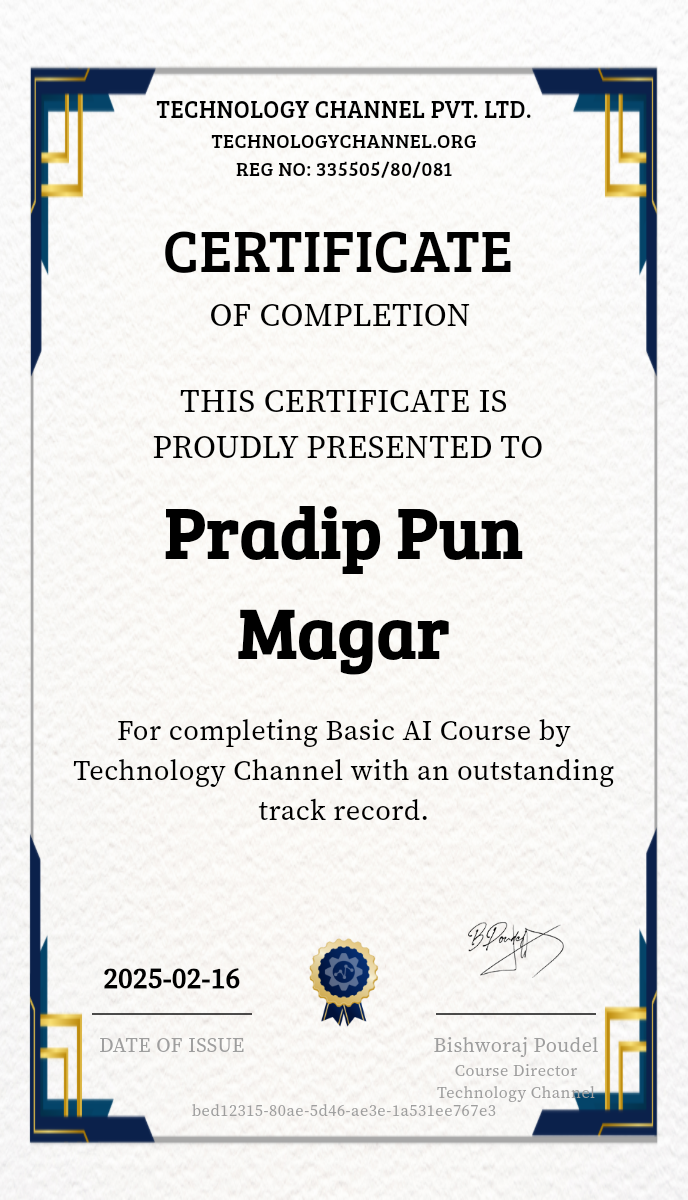 TECHNOLOGY CHANNEL PVT. LTD.
TECHNOLOGYCHANNEL.ORG
REG NO: 335505/80/081
CERTIFICATE
OF COMPLETION
THIS CERTIFICATE IS
PROUDLY PRESENTED TO
Pradip Pun
Magar
For completing Basic AI Course by
Technology Channel with an outstanding
track record.
B.Poudel
2025-02-16
DATE OF ISSUE
Bishworaj Poudel
Course Director
Technology Channel
bed12315-80ae-5d46-ae3e-1a531ee767e3